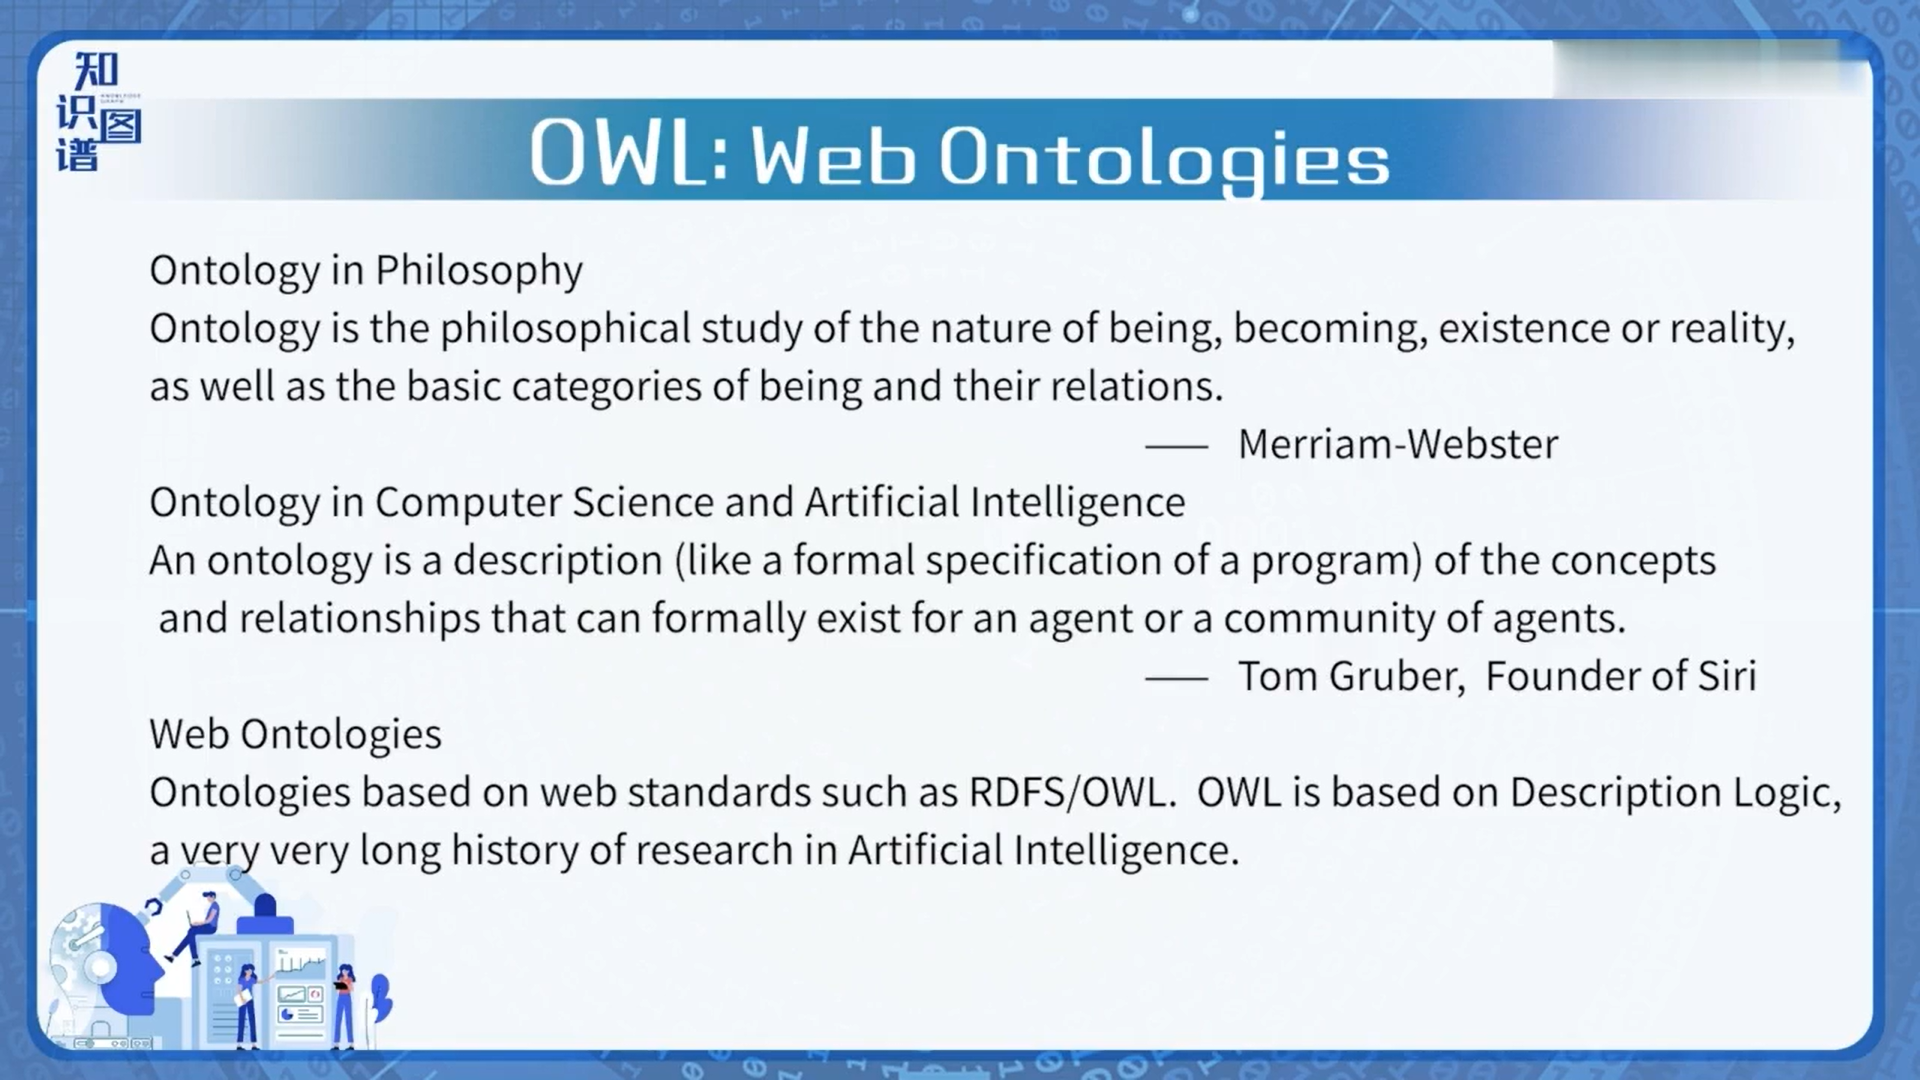 知
识图
谱
KNOWLEDGE
GRAPH
OWL: Web Ontologies
Ontology in Philosophy
Ontology is the philosophical study of the nature of being, becoming, existence or reality,
as well as the basic categories of being and their relations.
—— Merriam-Webster
Ontology in Computer Science and Artificial Intelligence
An ontology is a description (like a formal specification of a program) of the concepts
and relationships that can formally exist for an agent or a community of agents.
—— Tom Gruber, Founder of Siri
Web Ontologies
Ontologies based on web standards such as RDFS/OWL. OWL is based on Description Logic,
a very very long history of research in Artificial Intelligence.